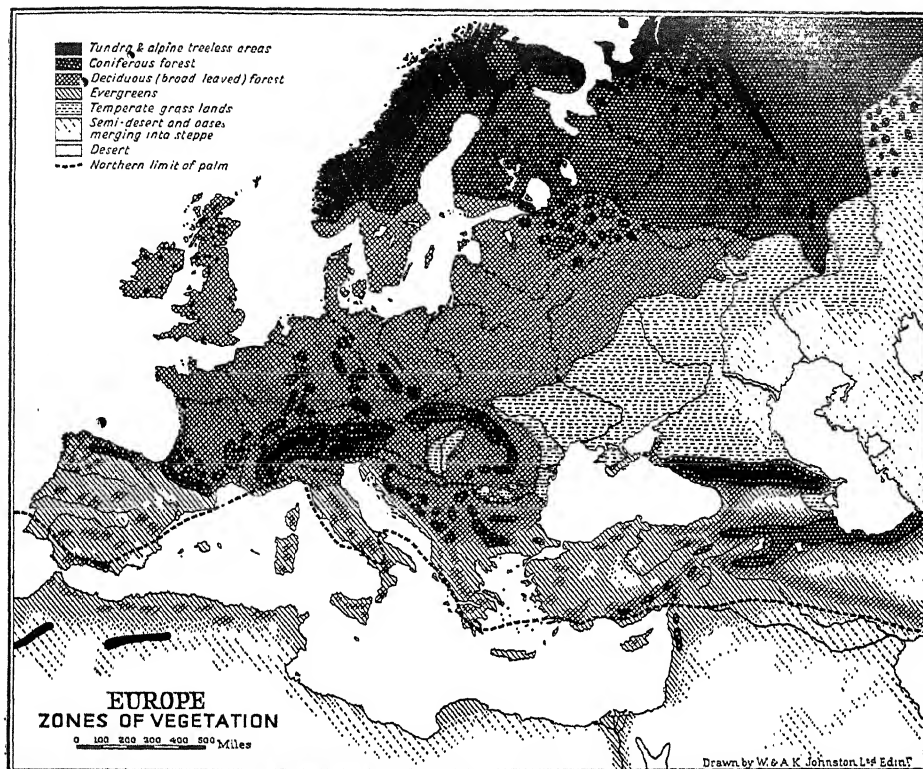 Tundra & alpine treeless areas
Coniferous forest
Deciduous (broad leaved) forest
Evergreens
Temperate grass lands
Semi-desert and oases
merging into steppe
Desert
Northern limit of palm
EUROPE
ZONES OF VEGETATION
0 100 200 300 400 500 Miles
Drawn by W. & A. K. Johnston Ltd Edinr.